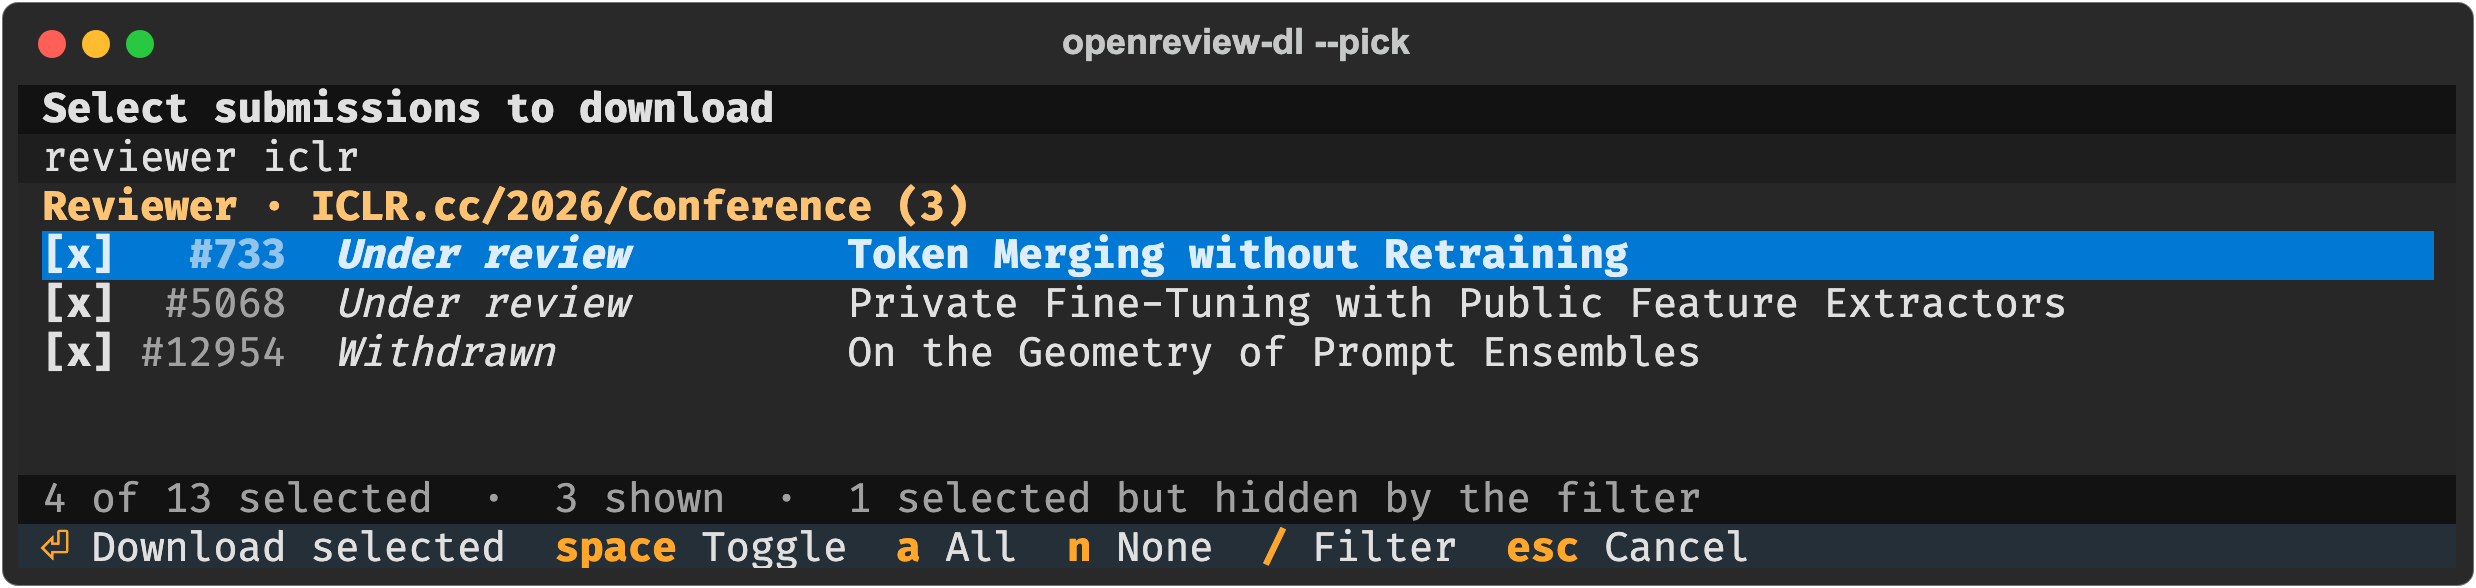 openreview-dl --pick
Select submissions to download
reviewer iclr
Reviewer · ICLR.cc/2026/Conference (3)
[x] #733 Under review Token Merging without Retraining
[x] #5068 Under review Private Fine-Tuning with Public Feature Extractors
[x] #12954 Withdrawn On the Geometry of Prompt Ensembles
4 of 13 selected · 3 shown · 1 selected but hidden by the filter
⏎ Download selected space Toggle a All n None / Filter esc Cancel